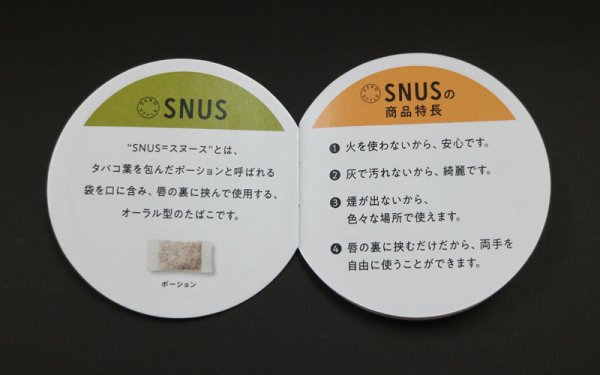 SNUS
“SNUS=スヌース”とは、
タバコ葉を包んだポーションと呼ばれる
袋を口に含み、唇の裏に挟んで使用する、
オーラル型のたばこです。
ポーション
SNUSの
商品特長
1 火を使わないから、安心です。
2 灰で汚れないから、綺麗です。
3 煙が出ないから、
色々な場所で使えます。
4 唇の裏に挟むだけだから、両手を
自由に使うことができます。